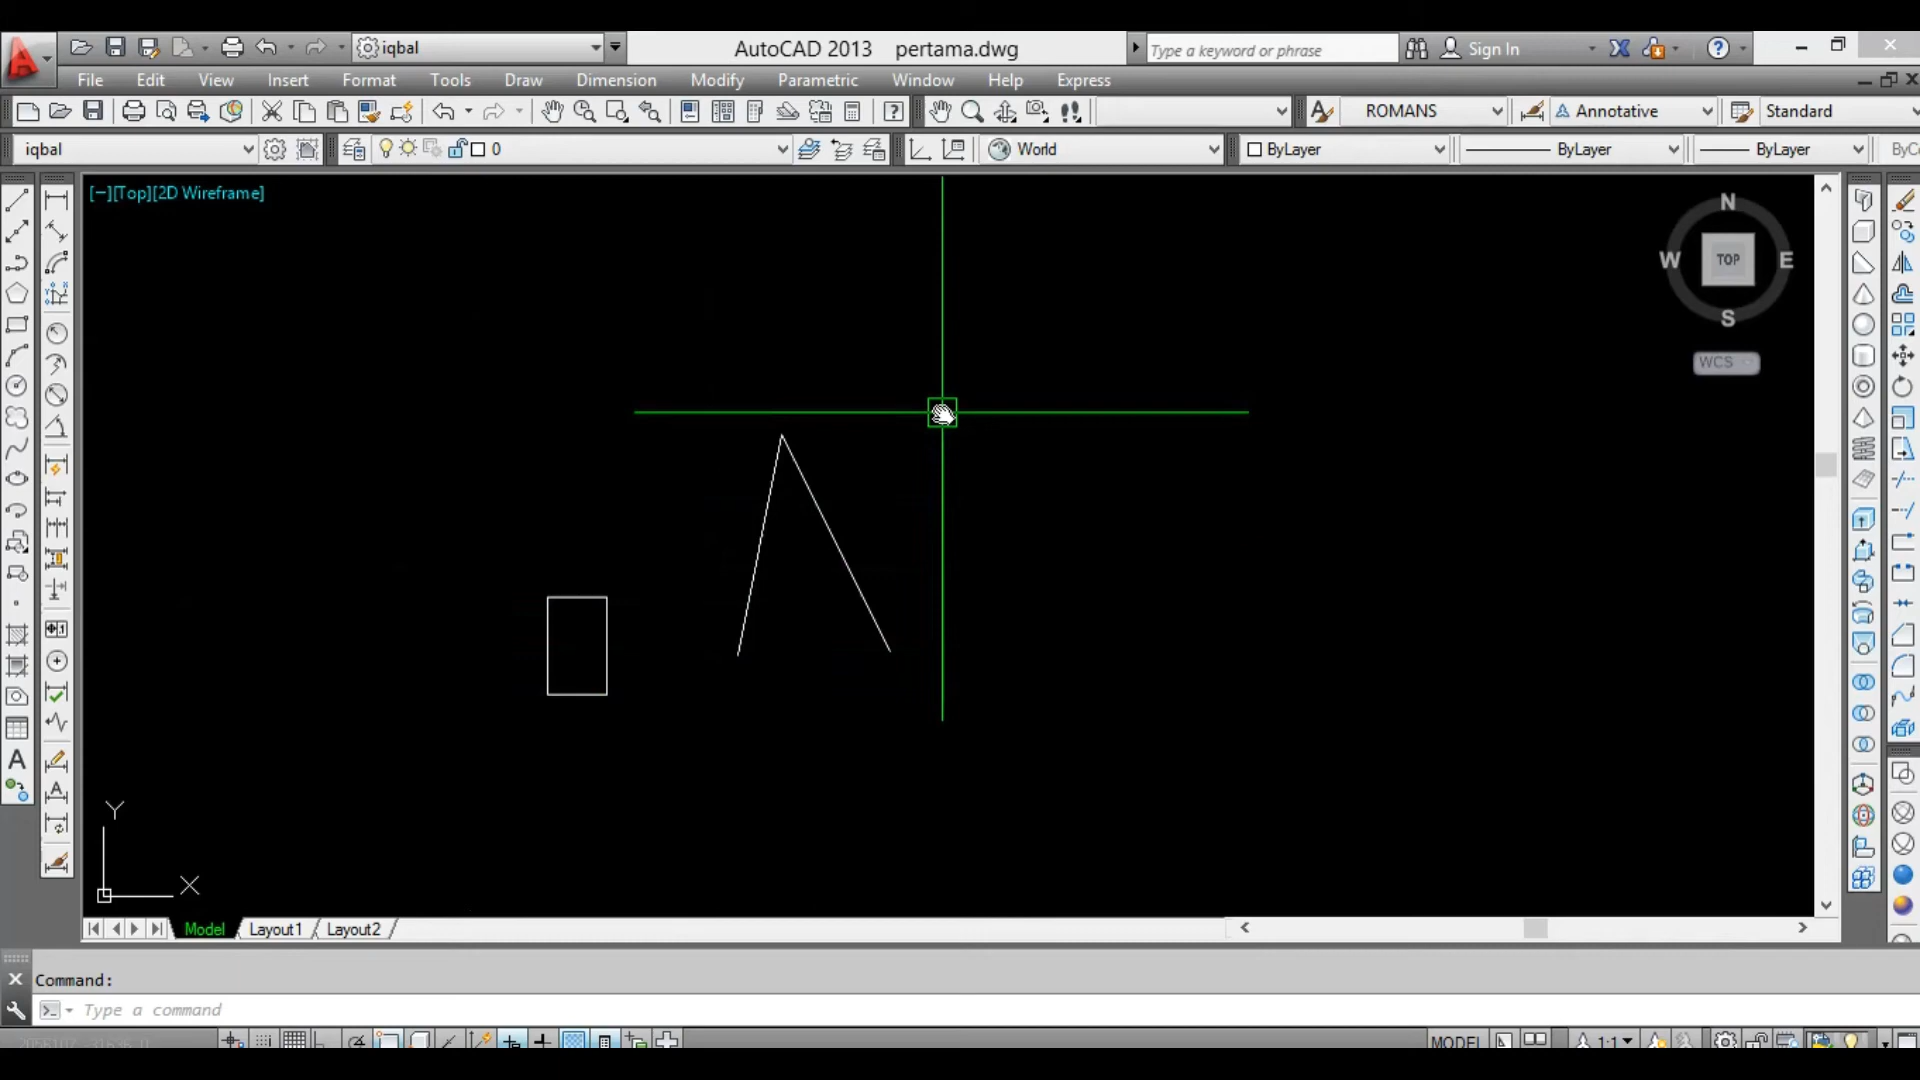 iqbal
AutoCAD 2013 pertama.dwg
Type a keyword or phrase
Sign In
File Edit View Insert Format Tools Draw Dimension Modify Parametric Window Help Express
ROMANS
Annotative
Standard
iqbal
0
World
ByLayer
ByLayer
ByLayer
[−][Top][2D Wireframe]
N
W TOP E
S
WCS
Y
X
Model Layout1 Layout2
Command:
Type a command
MODEL
1:1